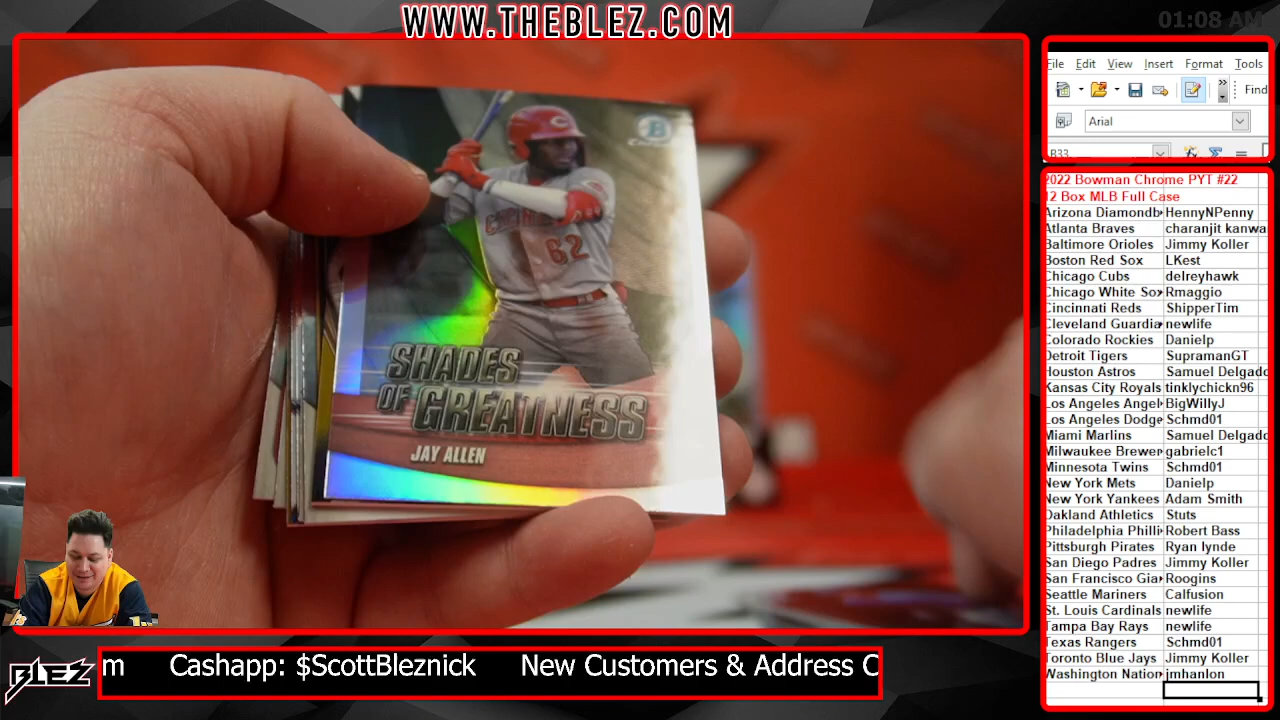 WWW.THEBLEZ.COM
01:08 AM
File Edit View Insert Format Tools
Find
Arial
B33
CINCINNATI
62
SHADES
OF GREATNESS
JAY ALLEN
2022 Bowman Chrome PYT #22
12 Box MLB Full Case
Arizona Diamondb HennyNPenny
Atlanta Braves charanjit kanwa
Baltimore Orioles Jimmy Koller
Boston Red Sox LKest
Chicago Cubs delreyhawk
Chicago White Sox Rmaggio
Cincinnati Reds ShipperTim
Cleveland Guardia newlife
Colorado Rockies Danielp
Detroit Tigers SupramanGT
Houston Astros Samuel Delgado
Kansas City Royals tinklychickn96
Los Angeles Angel BigWillyJ
Los Angeles Dodge Schmd01
Miami Marlins Samuel Delgado
Milwaukee Brewer gabrielc1
Minnesota Twins Schmd01
New York Mets Danielp
New York Yankees Adam Smith
Oakland Athletics Stuts
Philadelphia Philli Robert Bass
Pittsburgh Pirates Ryan lynde
San Diego Padres Jimmy Koller
San Francisco Gia Roogins
Seattle Mariners Calfusion
St. Louis Cardinals newlife
Tampa Bay Rays newlife
Texas Rangers Schmd01
Toronto Blue Jays Jimmy Koller
Washington Nation jmhanlon
BLEZ
m Cashapp: $ScottBleznick New Customers & Address C